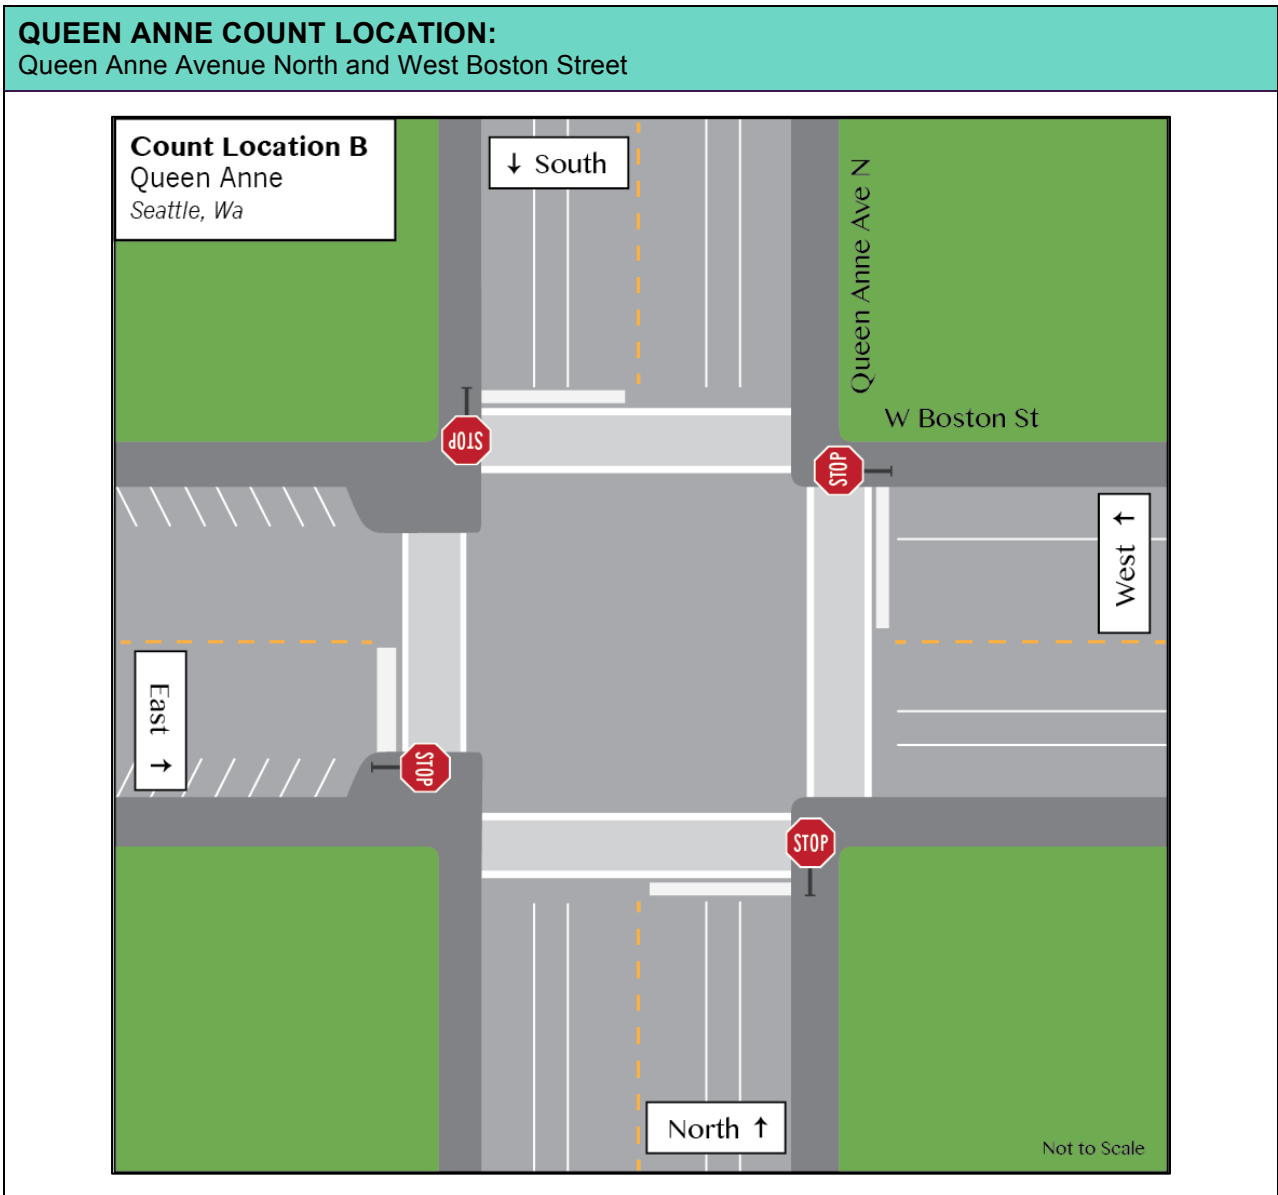 QUEEN ANNE COUNT LOCATION:
Queen Anne Avenue North and West Boston Street
Count Location B
Queen Anne
Seattle, Wa
↓ South
Queen Anne Ave N
W Boston St
STOP
STOP
West ↑
East ↑
STOP
STOP
North ↑
Not to Scale